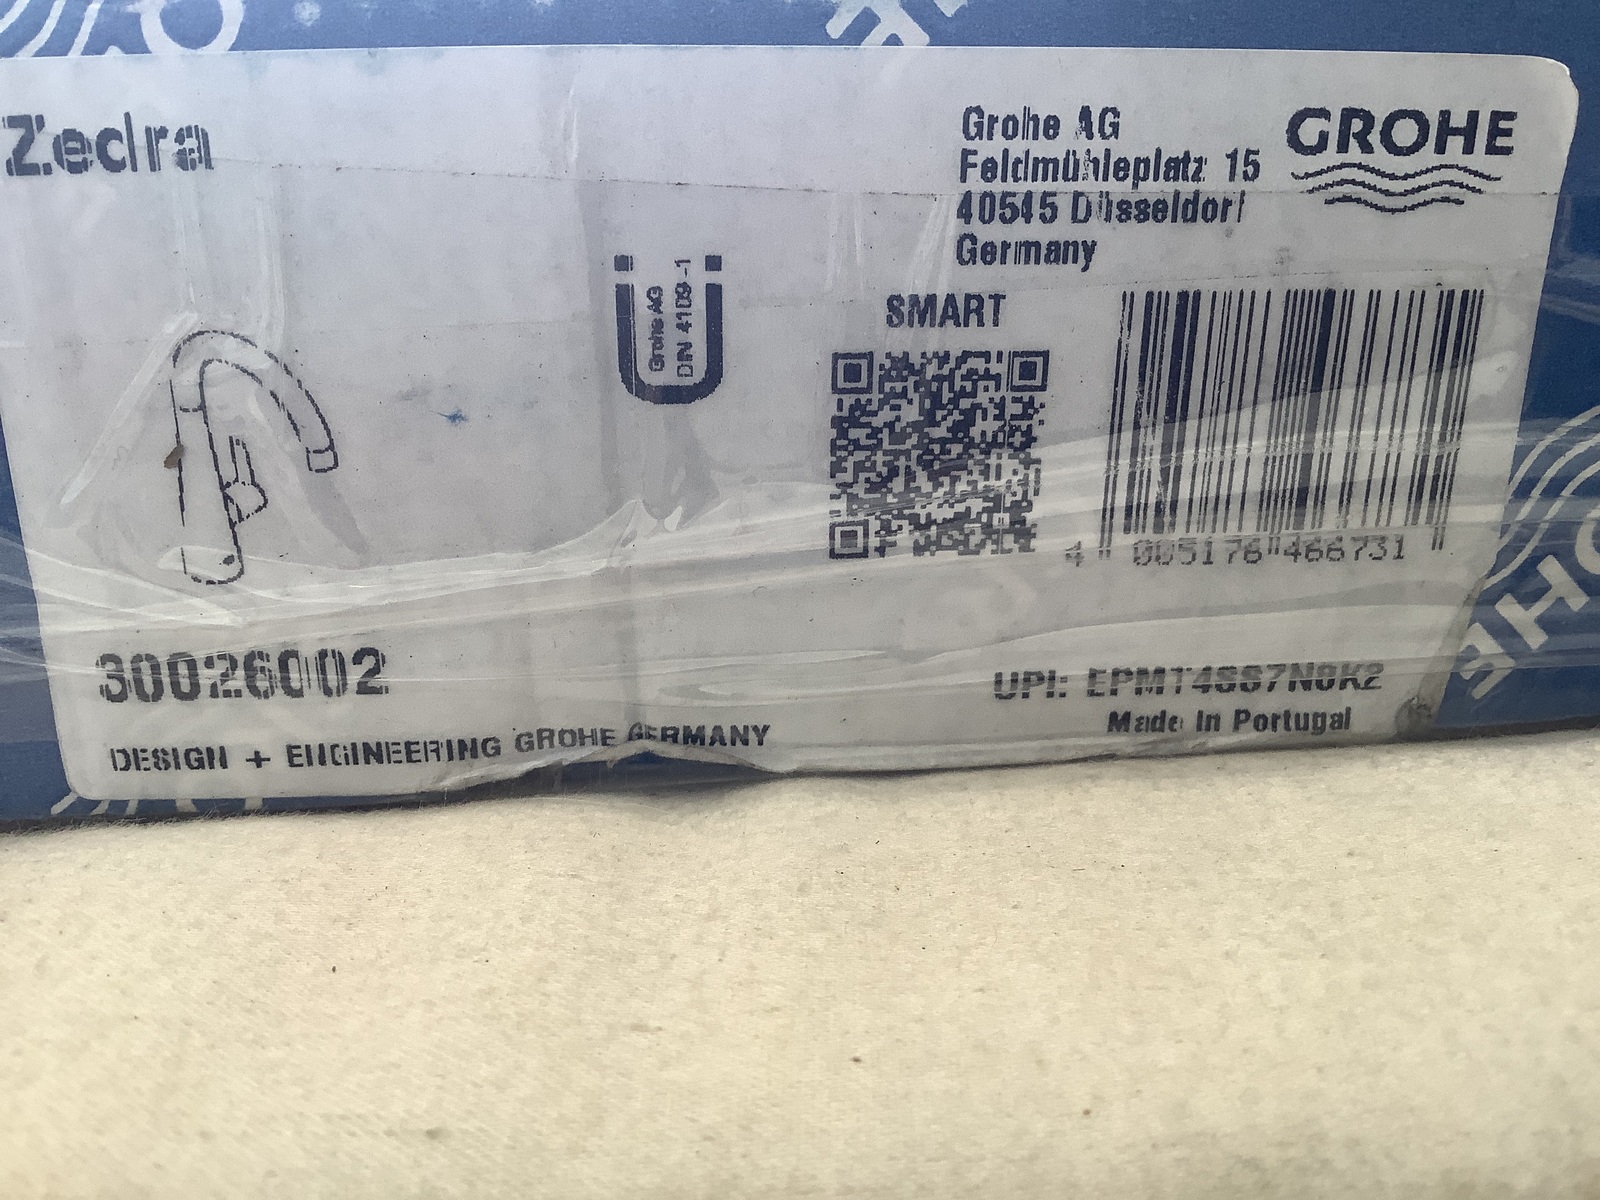 Zedra
Grohe AG
Feldmühleplatz 15
40545 Düsseldorf
Germany
GROHE
Grohe AG
DIN 4109-1
SMART
4 005176 466731
30026002
DESIGN + ENGINEERING GROHE GERMANY
UPI:
Made in Portugal